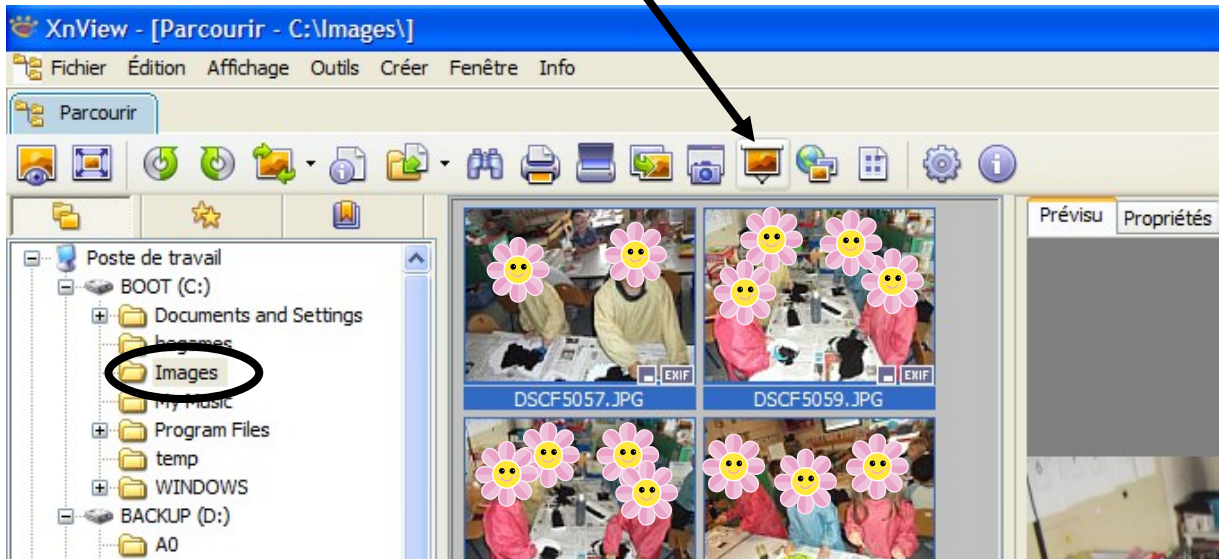 XnView - [Parcourir - C:\Images\]
Fichier Édition Affichage Outils Créer Fenêtre Info
Parcourir
Poste de travail
BOOT (C:)
Documents and Settings
bcgames
Images
My Music
Program Files
temp
WINDOWS
BACKUP (D:)
A0
EXIF
DSCF5057.JPG
EXIF
DSCF5059.JPG
Prévisu Propriétés